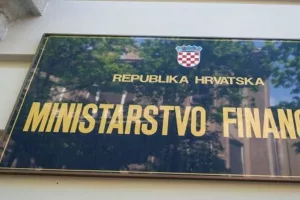 REPUBLIKA HRVATSKA
MINISTARSTVO FINANC